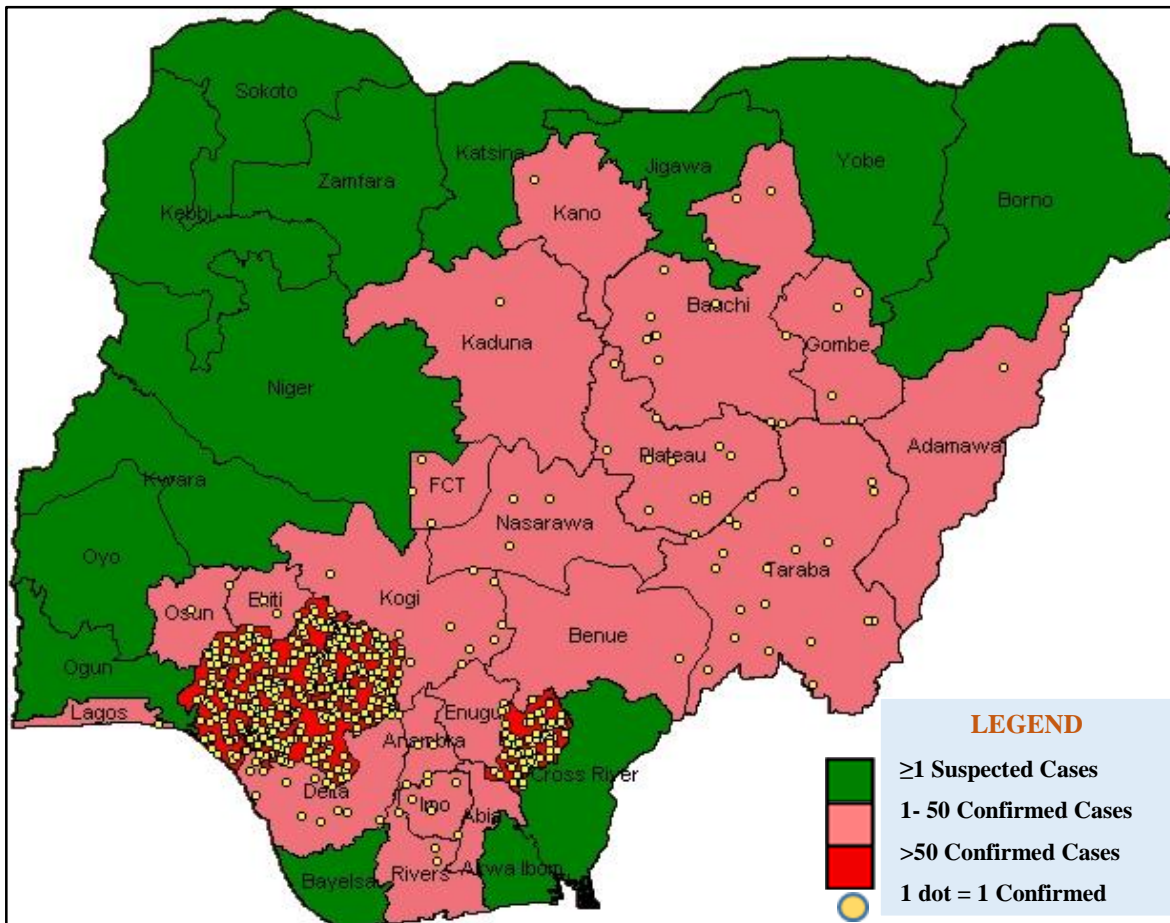 Sokoto
Katsina
Jigawa
Yobe
Zamfara
Borno
Kebbi
Kano
Bauchi
Kaduna
Gombe
Niger
Adamawa
Plateau
FCT
Kwara
Nasarawa
Oyo
Taraba
Osun
Ekiti
Kogi
Benue
Ogun
Lagos
Enugu
Anambra
Cross River
Delta
Imo
Abia
Bayelsa
Rivers
Akwa Ibom
LEGEND
≥1 Suspected Cases
1- 50 Confirmed Cases
>50 Confirmed Cases
1 dot = 1 Confirmed